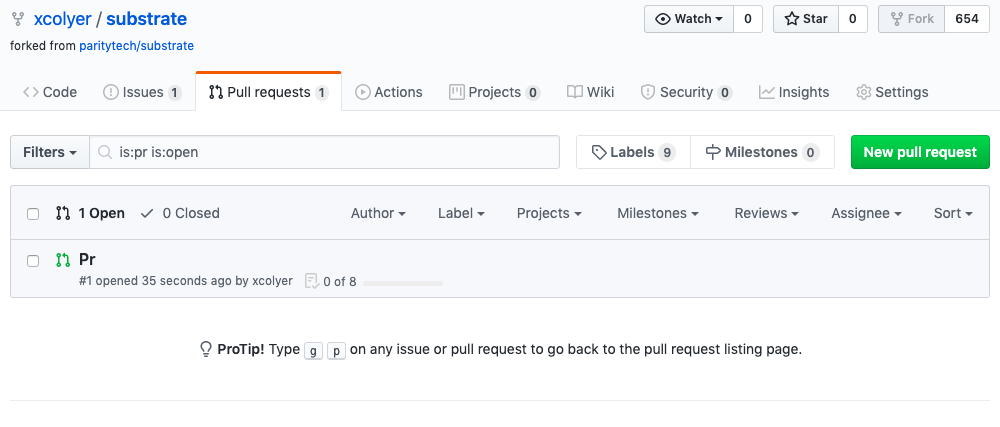 xcolyer / substrate
Watch 0 Star 0 Fork 654
forked from paritytech/substrate
Code Issues 1 Pull requests 1 Actions Projects 0 Wiki Security 0 Insights Settings
Filters is:pr is:open Labels 9 Milestones 0 New pull request
1 Open 0 Closed Author Label Projects Milestones Reviews Assignee Sort
Pr
#1 opened 35 seconds ago by xcolyer 0 of 8
ProTip! Type g p on any issue or pull request to go back to the pull request listing page.